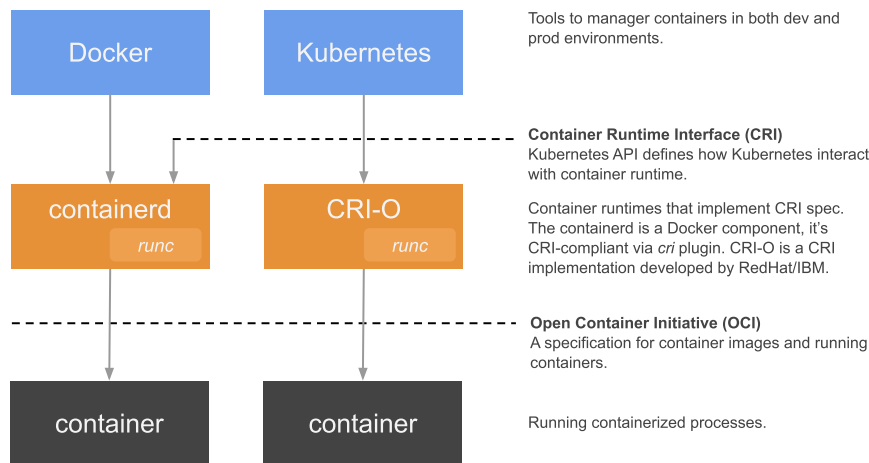 Docker
Kubernetes
Tools to manager containers in both dev and
prod environments.
Container Runtime Interface (CRI)
Kubernetes API defines how Kubernetes interact
with container runtime.
containerd
runc
CRI-O
runc
Container runtimes that implement CRI spec.
The containerd is a Docker component, it's
CRI-compliant via cri plugin. CRI-O is a CRI
implementation developed by RedHat/IBM.
Open Container Initiative (OCI)
A specification for container images and running
containers.
container
container
Running containerized processes.